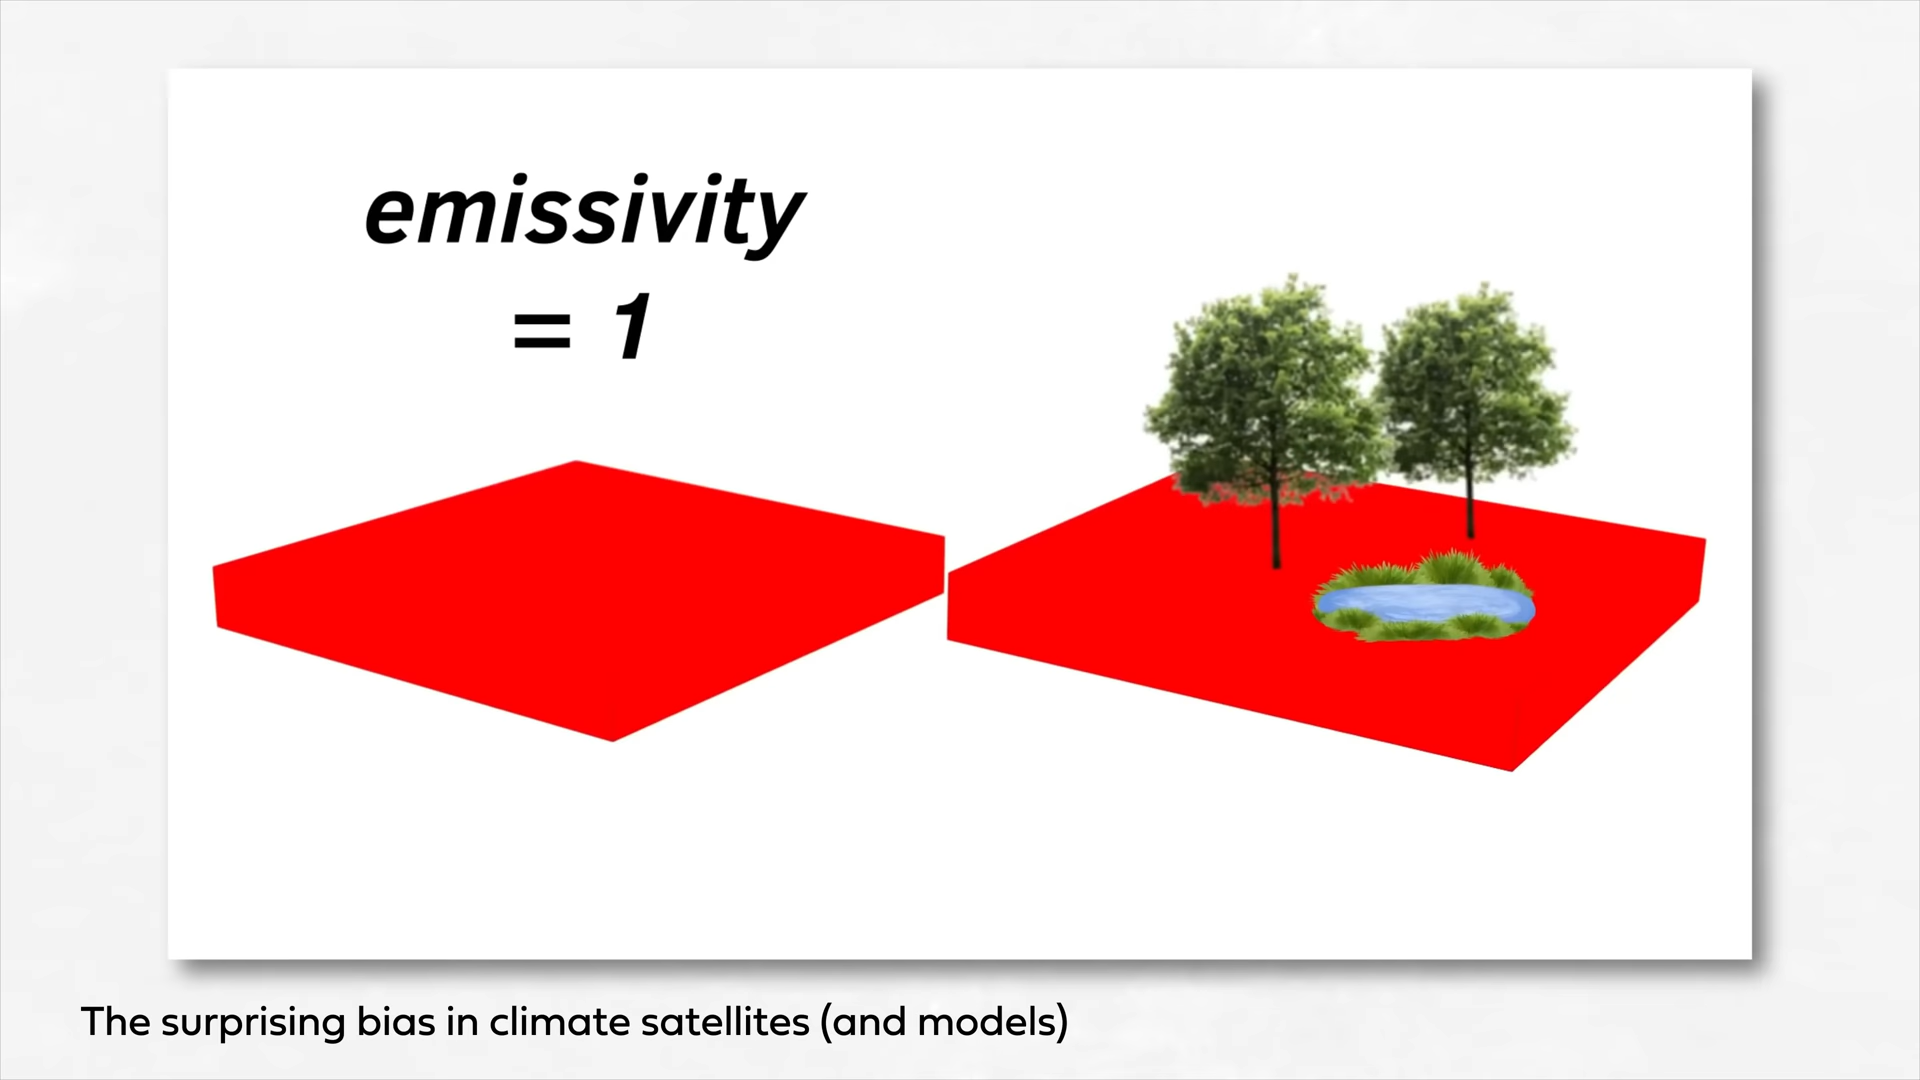 emissivity
= 1
The surprising bias in climate satellites (and models)